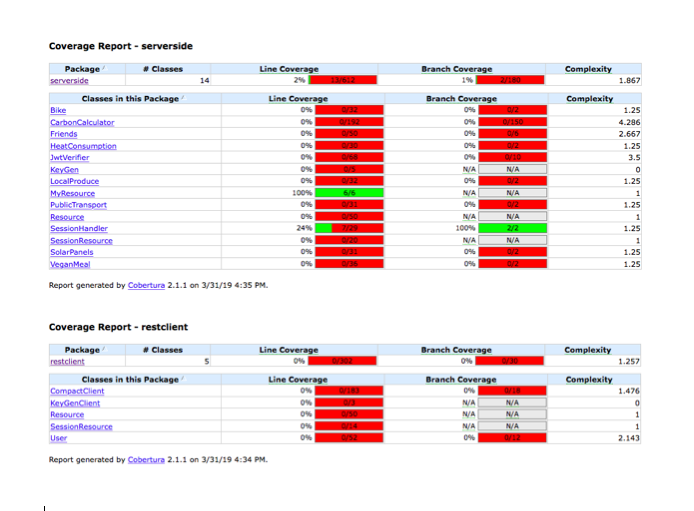 Coverage Report - serverside
Package # Classes Line Coverage Branch Coverage Complexity
serverside 14 2% 13/612 1% 2/180 1.867
Classes in this Package Line Coverage Branch Coverage Complexity
Bike 0% 0/32 0% 0/2 1.25
CarbonCalculator 0% 0/192 0% 0/150 4.286
Friends 0% 0/50 0% 0/6 2.667
HeatConsumption 0% 0/30 0% 0/2 1.25
JwtVerifier 0% 0/68 0% 0/10 3.5
KeyGen 0% 0/5 N/A N/A 0
LocalProduce 0% 0/32 0% 0/2 1.25
MyResource 100% 6/6 N/A N/A 1
PublicTransport 0% 0/31 0% 0/2 1.25
Resource 0% 0/50 N/A N/A 1
SessionHandler 24% 7/29 100% 2/2 1.25
SessionResource 0% 0/20 N/A N/A 1
SolarPanels 0% 0/31 0% 0/2 1.25
VeganMeal 0% 0/36 0% 0/2 1.25
Report generated by Cobertura 2.1.1 on 3/31/19 4:35 PM.
Coverage Report - restclient
Package # Classes Line Coverage Branch Coverage Complexity
restclient 5 0% 0/302 0% 0/30 1.257
Classes in this Package Line Coverage Branch Coverage Complexity
CompactClient 0% 0/183 0% 0/18 1.476
KeyGenClient 0% 0/3 N/A N/A 0
Resource 0% 0/50 N/A N/A 1
SessionResource 0% 0/14 N/A N/A 1
User 0% 0/52 0% 0/12 2.143
Report generated by Cobertura 2.1.1 on 3/31/19 4:34 PM.